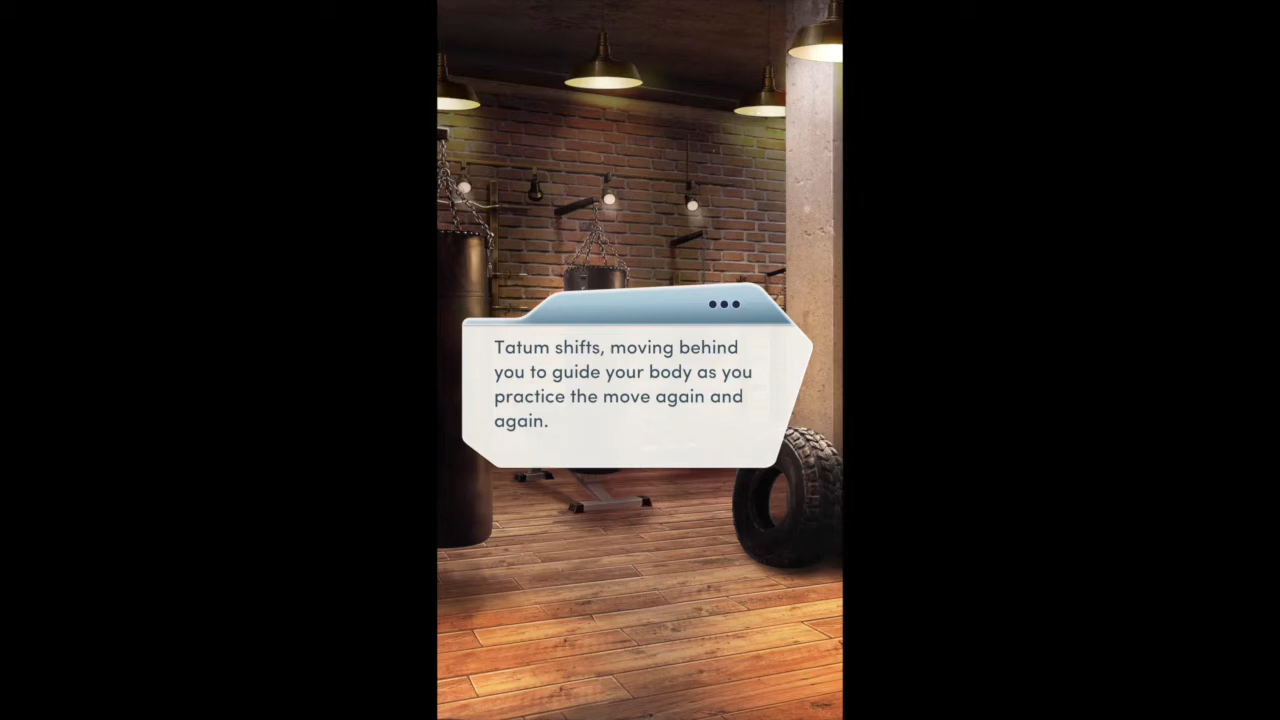 Tatum shifts, moving behind
you to guide your body as you
practice the move again and
again.